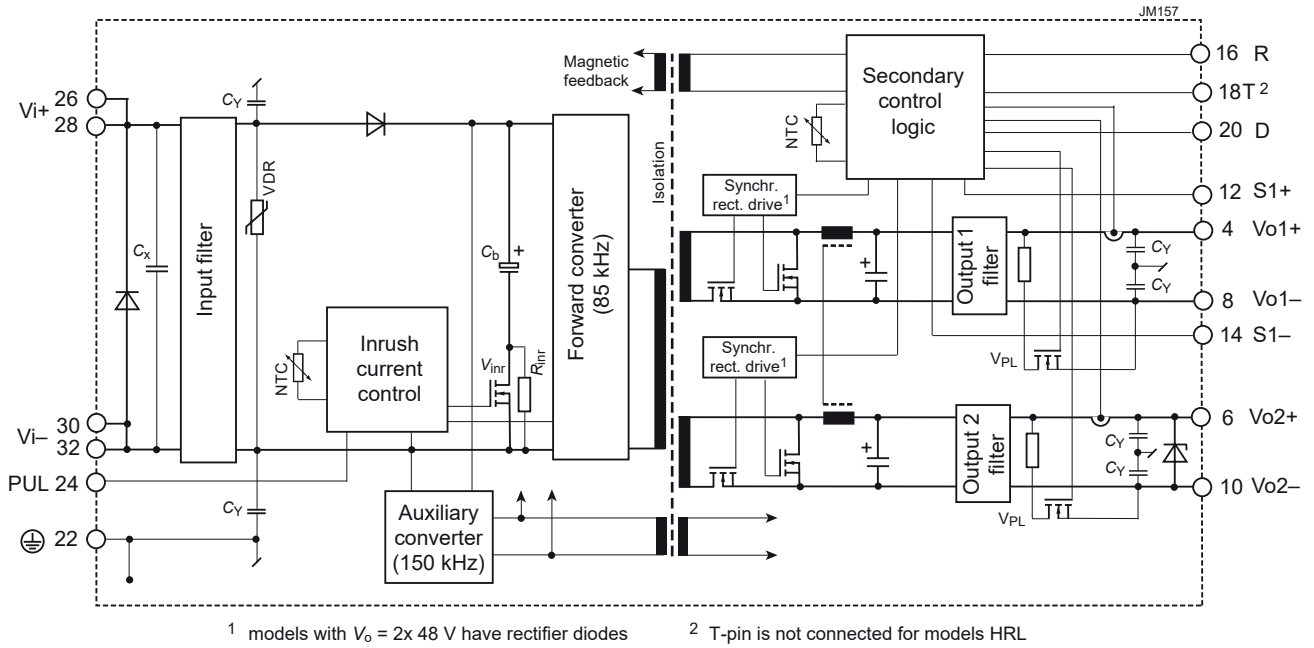 JM157
Magnetic
feedback
Secondary
control
logic
16 R
18T 2
20 D
12 S1+
4 Vo1+
8 Vo1–
14 S1–
6 Vo2+
10 Vo2–
26
Vi+
28
30
Vi–
32
PUL 24
22
CY
VDR
Cx
Input filter
CY
NTC
Inrush
current
control
Cb
+
Vinr
Rinr
Forward converter
(85 kHz)
Auxiliary
converter
(150 kHz)
Isolation
NTC
Synchr.
rect. drive1
+
Output 1
filter
CY
CY
VPL
Synchr.
rect. drive1
+
Output 2
filter
CY
CY
VPL
1 models with Vo = 2x 48 V have rectifier diodes
2 T-pin is not connected for models HRL